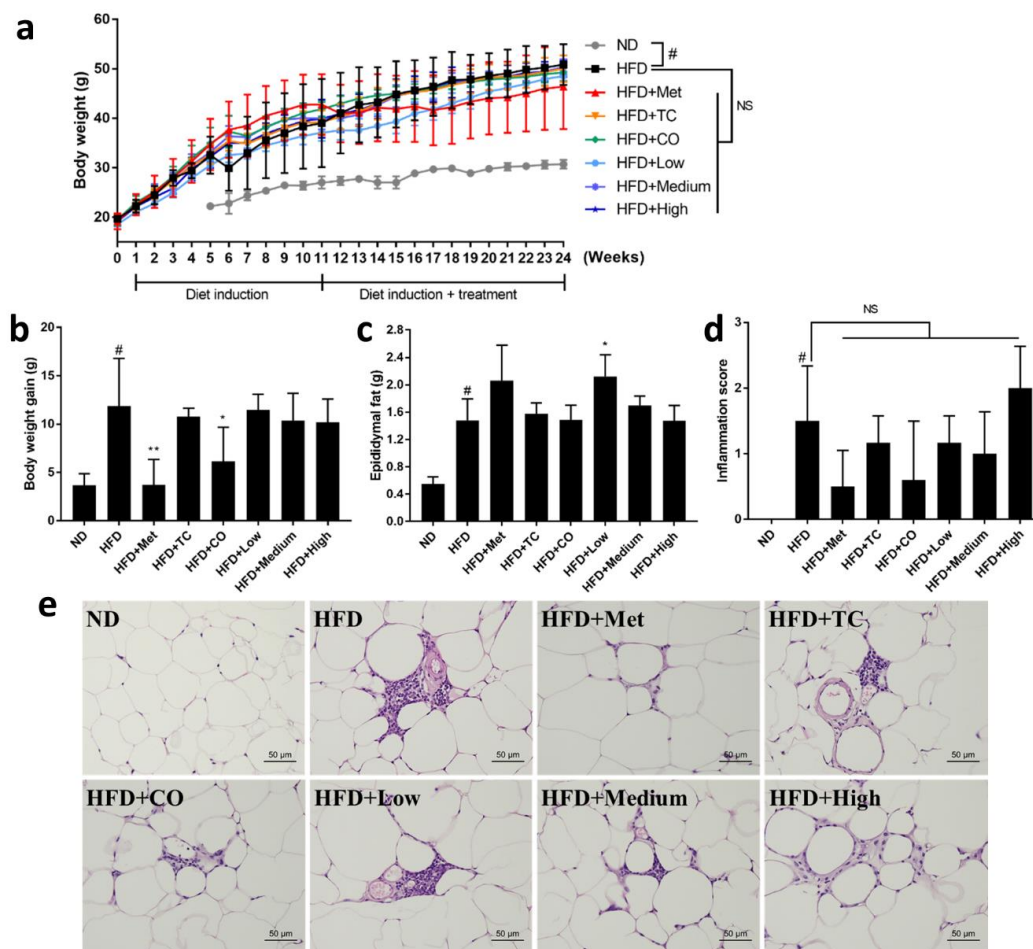 a
Body weight (g)
60
50
40
30
20
0 1 2 3 4 5 6 7 8 9 10 11 12 13 14 15 16 17 18 19 20 21 22 23 24 (Weeks)
Diet induction
Diet induction + treatment
ND
HFD
HFD+Met
HFD+TC
HFD+CO
HFD+Low
HFD+Medium
HFD+High
#
NS
b
Body weight gain (g)
20
15
10
5
0
#
**
*
ND
HFD
HFD+Met
HFD+TC
HFD+CO
HFD+Low
HFD+Medium
HFD+High
c
Epididymal fat (g)
2.8
2.4
2.0
1.6
1.2
0.8
0.4
0.0
#
*
ND
HFD
HFD+Met
HFD+TC
HFD+CO
HFD+Low
HFD+Medium
HFD+High
d
Inflammation score
3
2
1
0
#
NS
ND
HFD
HFD+Met
HFD+TC
HFD+CO
HFD+Low
HFD+Medium
HFD+High
e
ND
50 µm
HFD
50 µm
HFD+Met
50 µm
HFD+TC
50 µm
HFD+CO
50 µm
HFD+Low
50 µm
HFD+Medium
50 µm
HFD+High
50 µm